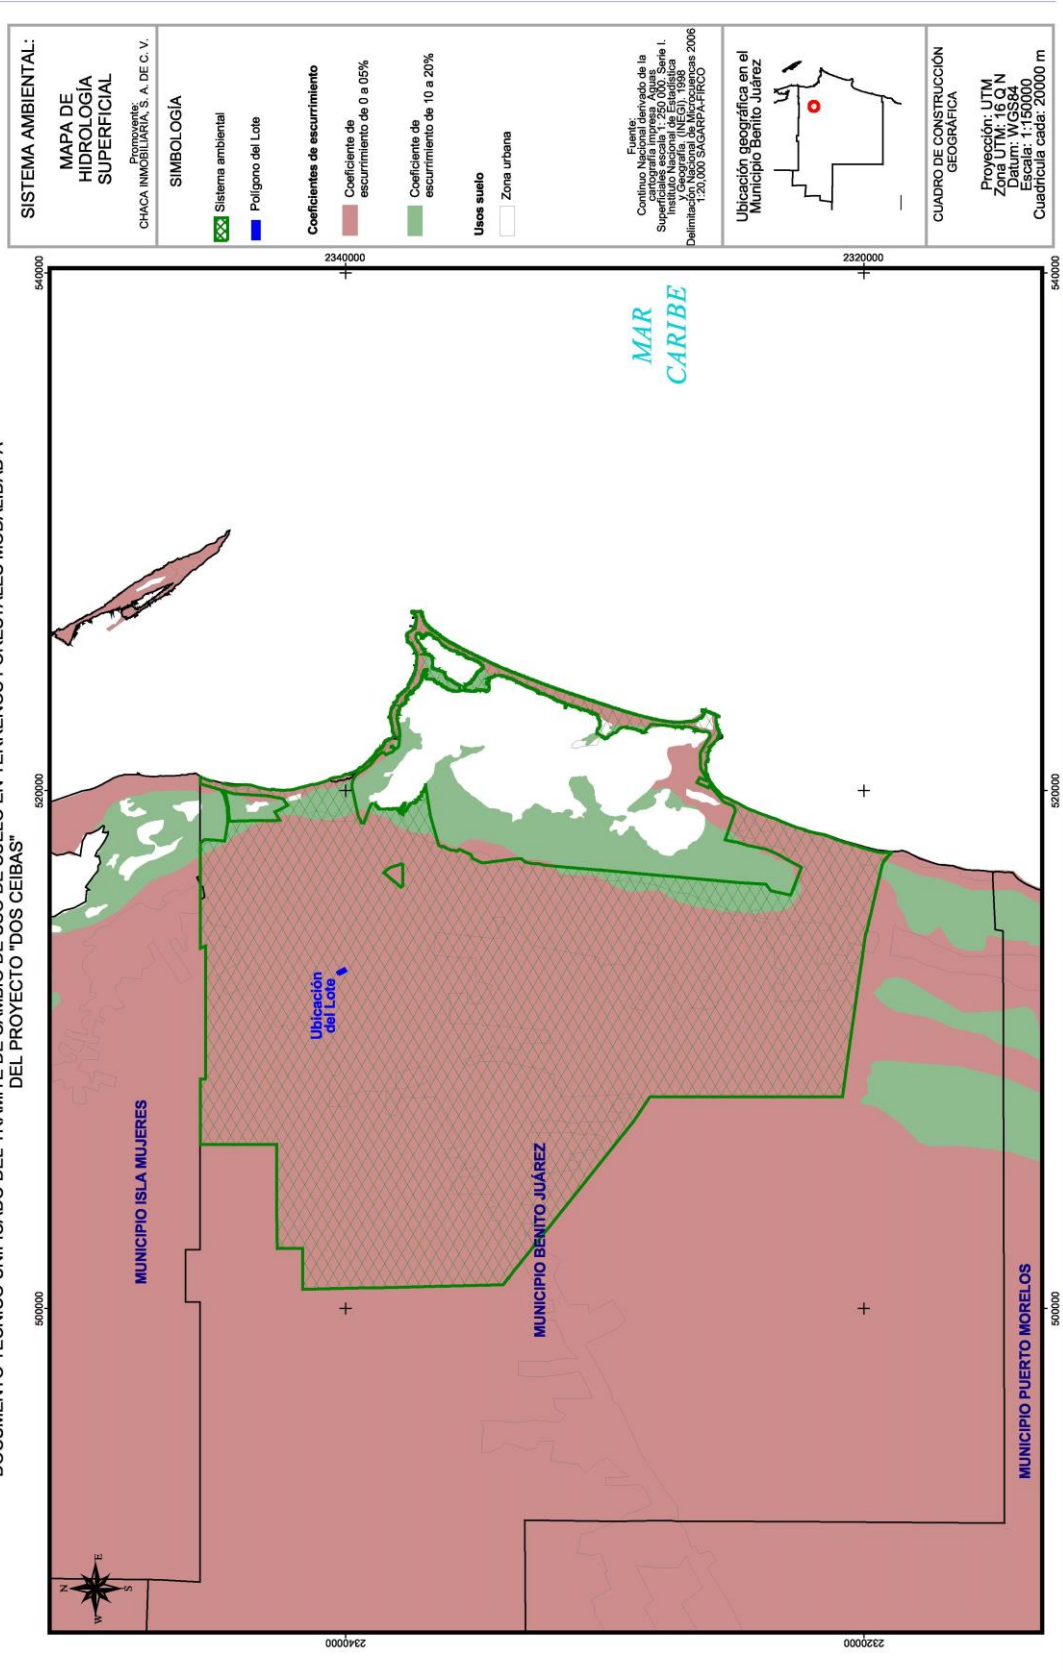 DEL PROYECTO "DOS CEIBAS"
SISTEMA AMBIENTAL:
MAPA DE
HIDROLOGÍA
SUPERFICIAL
Promovente:
CHACA INMOBILIARIA, S. A. DE C. V.
SIMBOLOGÍA
Sistema ambiental
Polígono del Lote
Coeficientes de escurrimiento
Coeficiente de
escurrimiento de 0 a 05%
Coeficiente de
escurrimiento de 10 a 20%
Usos suelo
Zona urbana
Fuente:
Continuo Nacional derivado de la
cartografía impresa. Aguas
Superficiales escala 1: 250 000. Serie I.
Instituto Nacional de Estadística
y Geografía. (INEGI). 1998
Delimitación Nacional de Microcuencas 2006
1:20,000 SAGARPA-FIRCO
Ubicación geográfica en el
Municipio Benito Juárez
CUADRO DE CONSTRUCCIÓN
GEOGRÁFICA
Proyección: UTM
Zona UTM: 16 Q N
Datum: WGS84
Escala: 1:150000
Cuadrícula cada: 20000 m
500000
520000
540000
2340000
2320000
N
W
E
S
MUNICIPIO ISLA MUJERES
Ubicación
del Lote
MUNICIPIO BENITO JUÁREZ
MAR
CARIBE
MUNICIPIO PUERTO MORELOS
500000
520000
540000
2340000
2320000